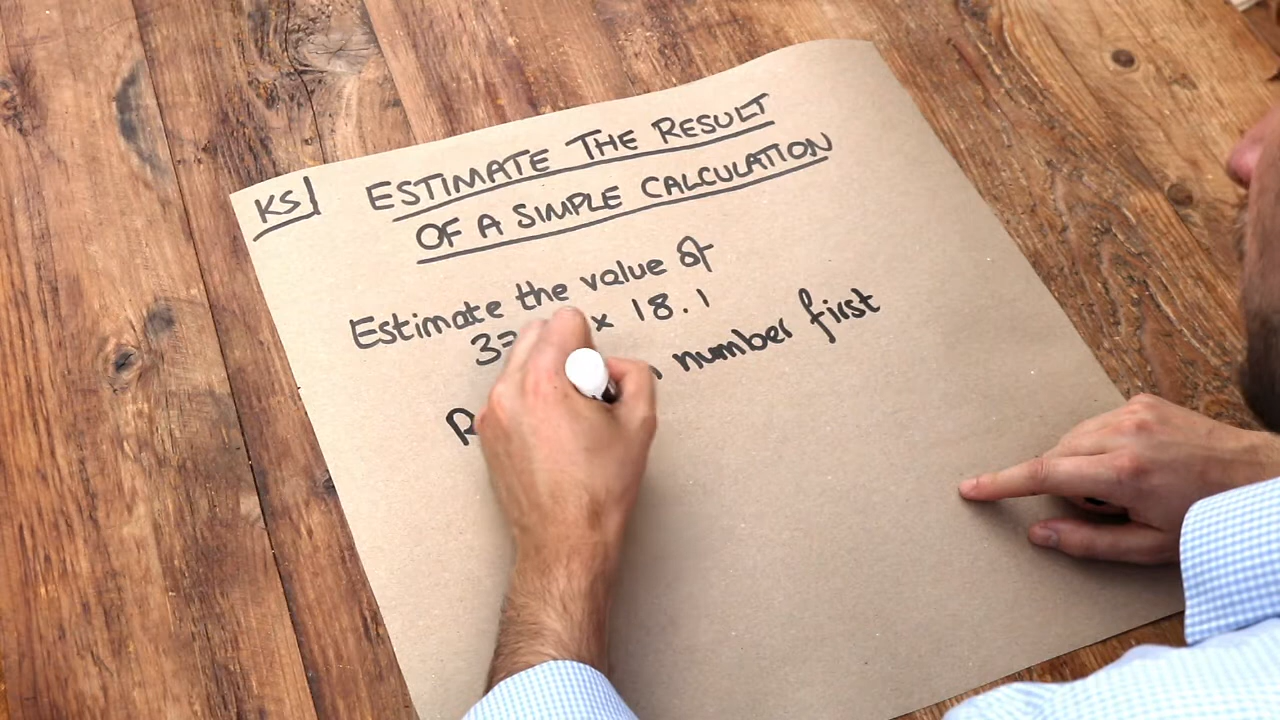 KS1
ESTIMATE THE RESULT
OF A SIMPLE CALCULATION
Estimate the value of
× 18.1
number first